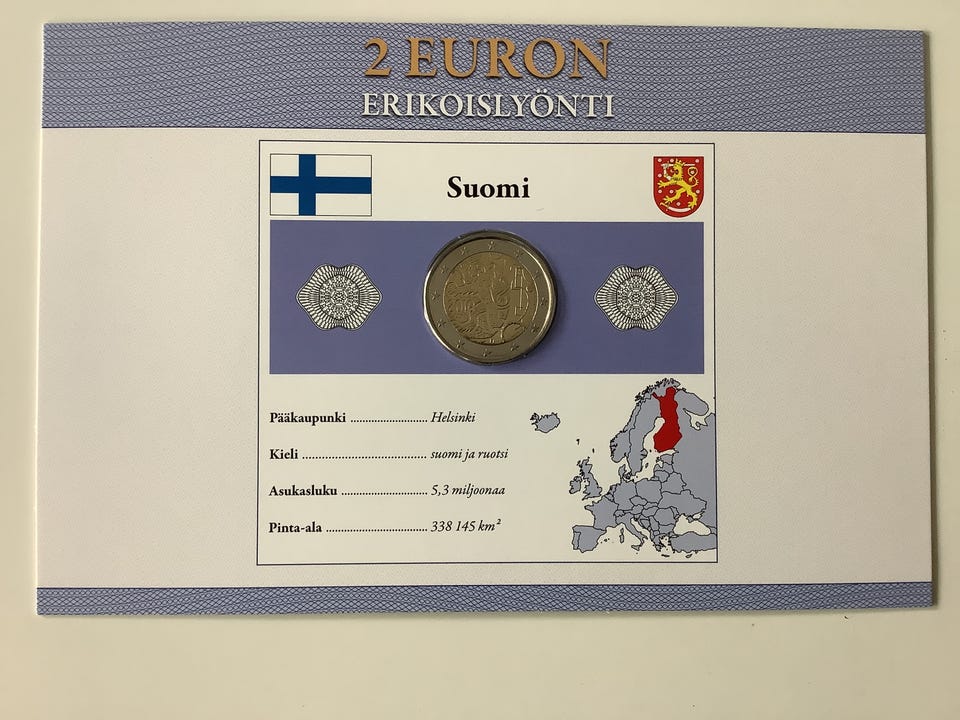 2 EURON
ERIKOISLYÖNTI
Suomi
Pääkaupunki ........................... Helsinki
Kieli ........................................... suomi ja ruotsi
Asukasluku .............................. 5,3 miljoonaa
Pinta-ala ................................... 338 145 km²